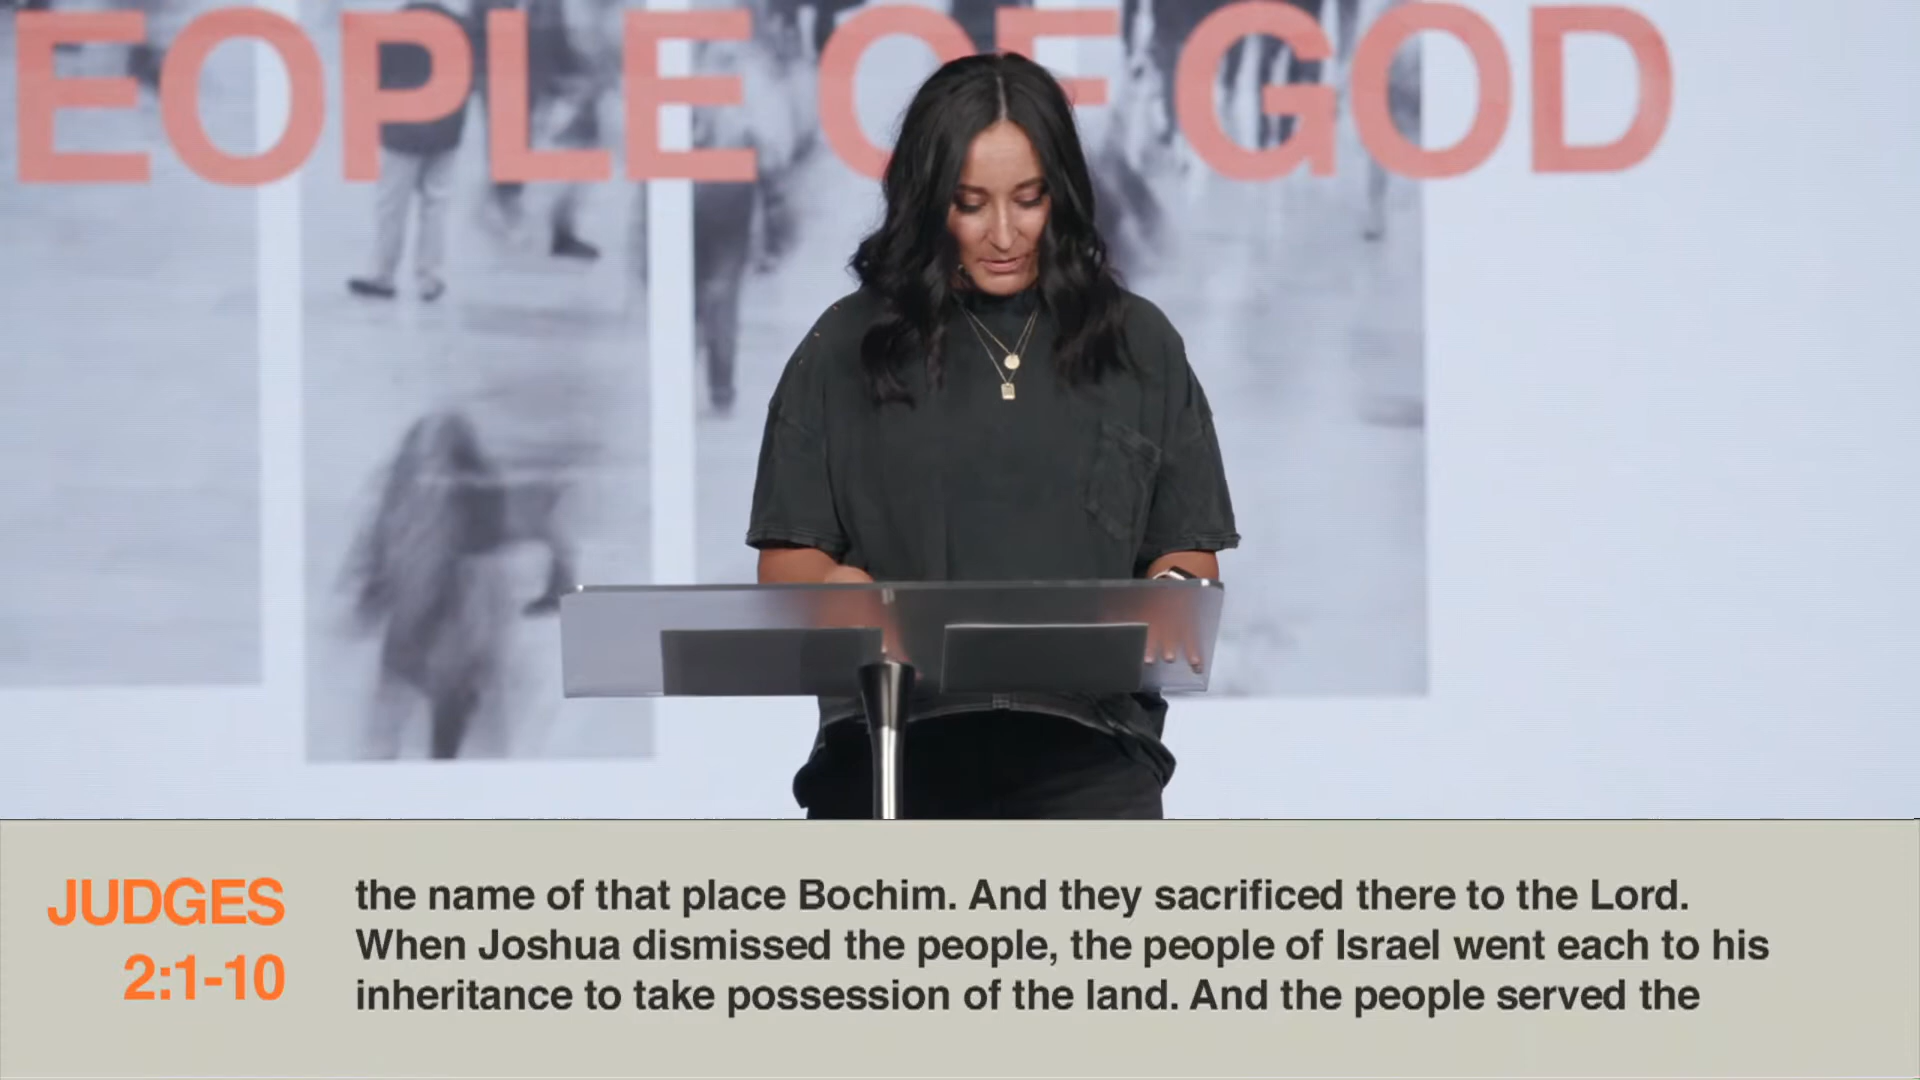 EOPLE OF GOD
JUDGES
2:1-10
the name of that place Bochim. And they sacrificed there to the Lord.
When Joshua dismissed the people, the people of Israel went each to his
inheritance to take possession of the land. And the people served the